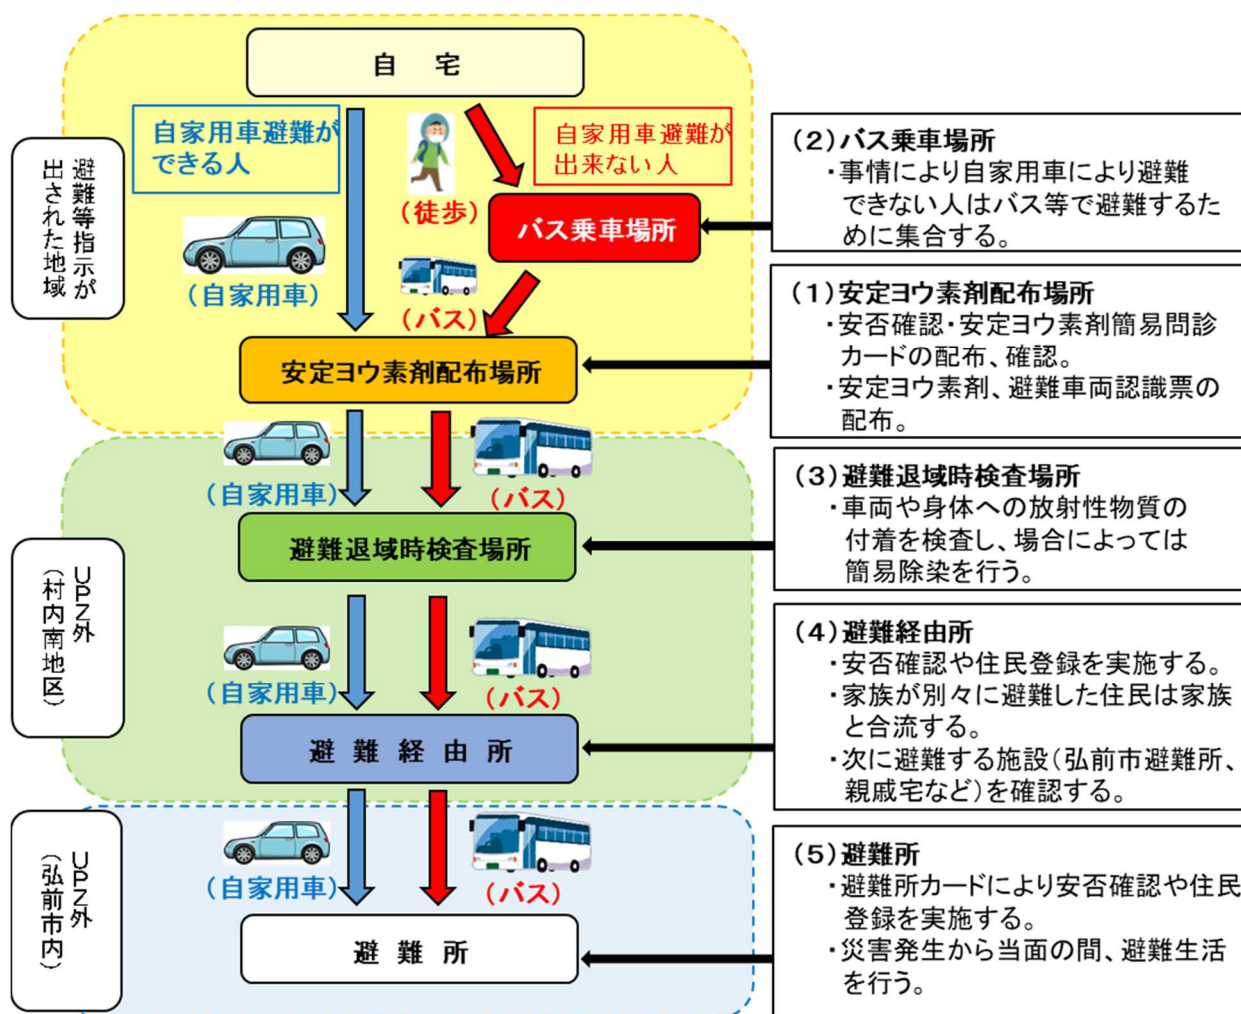 自 宅
自家用車避難が
できる人
自家用車避難が
出来ない人
(徒歩)
バス乗車場所
(自家用車)
(バス)
避難等指示が
出された地域
安定ヨウ素剤配布場所
(自家用車)
(バス)
避難退域時検査場所
UPZ外
(村内南地区)
(自家用車)
(バス)
避 難 経 由 所
(自家用車)
(バス)
UPZ外
(弘前市内)
避 難 所
(2)バス乗車場所
・事情により自家用車により避難
できない人はバス等で避難するた
めに集合する。
(1)安定ヨウ素剤配布場所
・安否確認・安定ヨウ素剤簡易問診
カードの配布、確認。
・安定ヨウ素剤、避難車両認識票の
配布。
(3)避難退域時検査場所
・車両や身体への放射性物質の
付着を検査し、場合によっては
簡易除染を行う。
(4)避難経由所
・安否確認や住民登録を実施する。
・家族が別々に避難した住民は家族
と合流する。
・次に避難する施設(弘前市避難所、
親戚宅など)を確認する。
(5)避難所
・避難所カードにより安否確認や住民
登録を実施する。
・災害発生から当面の間、避難生活
を行う。